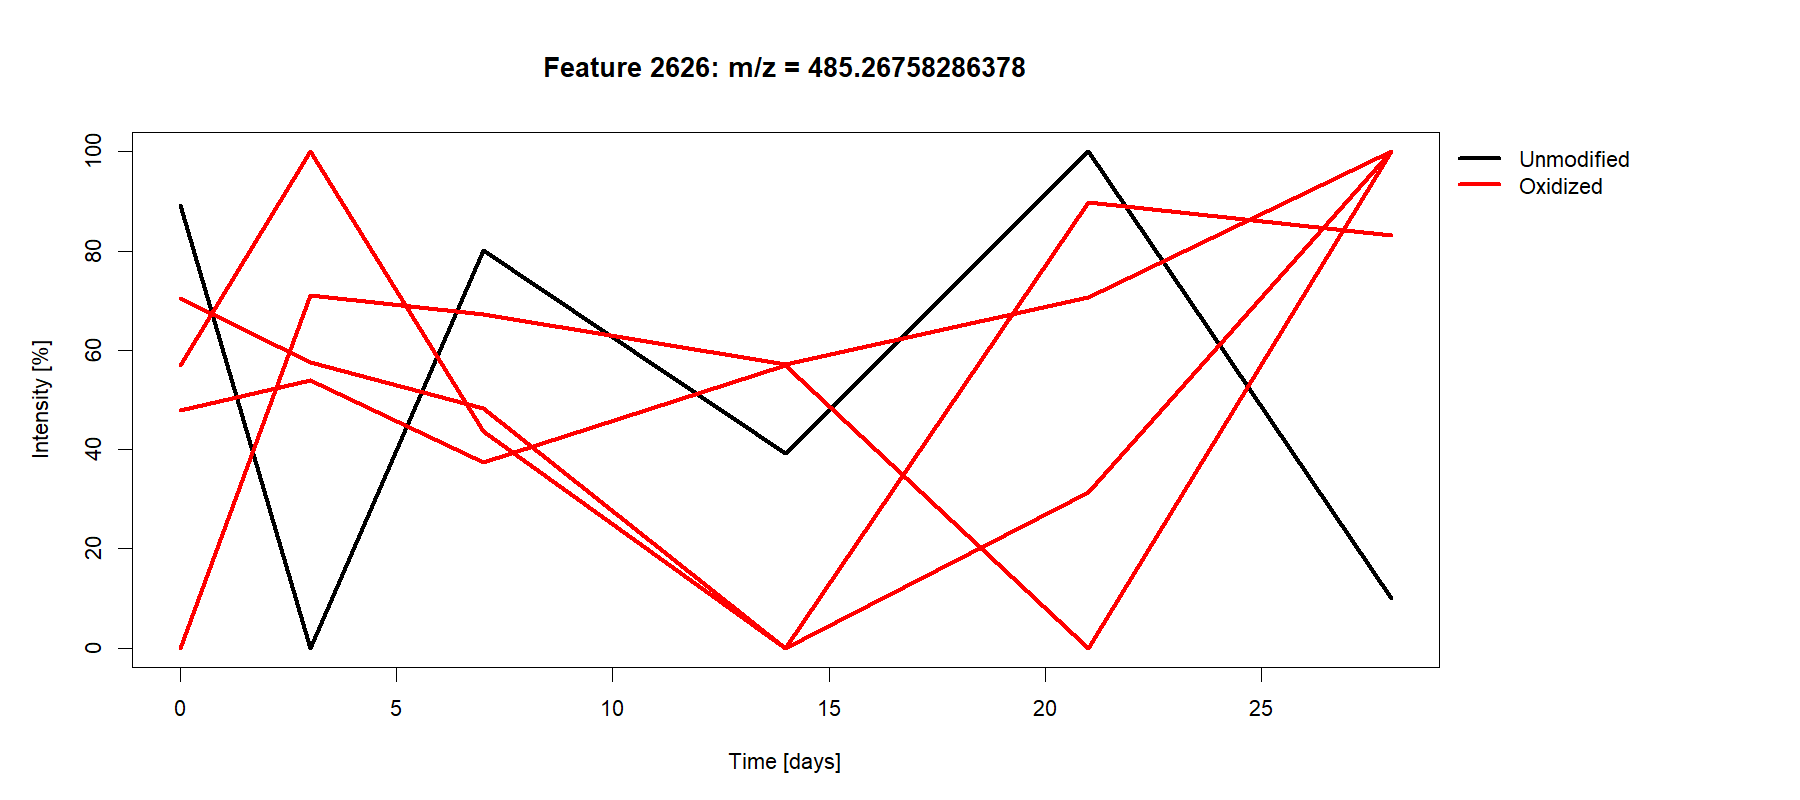 Feature 2626: m/z = 485.26758286378
Unmodified
Oxidized
Intensity [%]
100
80
60
40
20
0
0 5 10 15 20 25
Time [days]